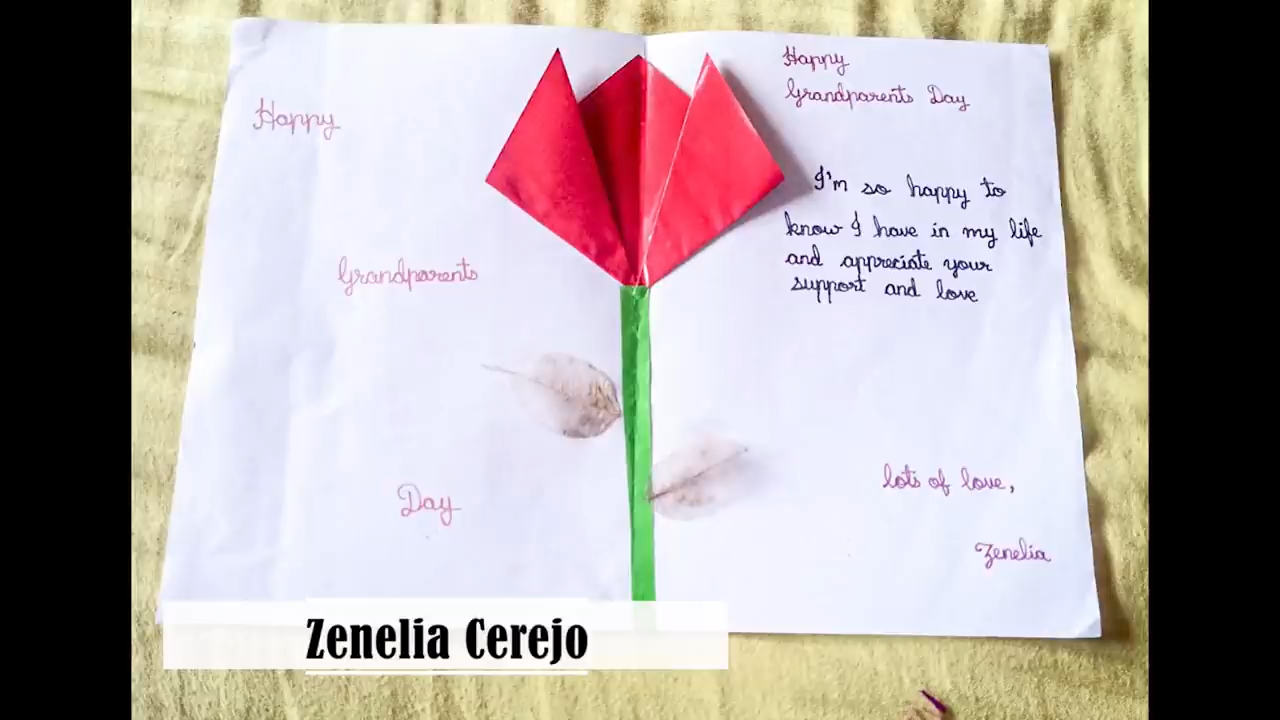 Happy
Grandparents
Day
Happy
Grandparents Day
I'm so happy to
know I have in my life
and appreciate your
support and love
lots of love,
Zenelia
Zenelia Cerejo